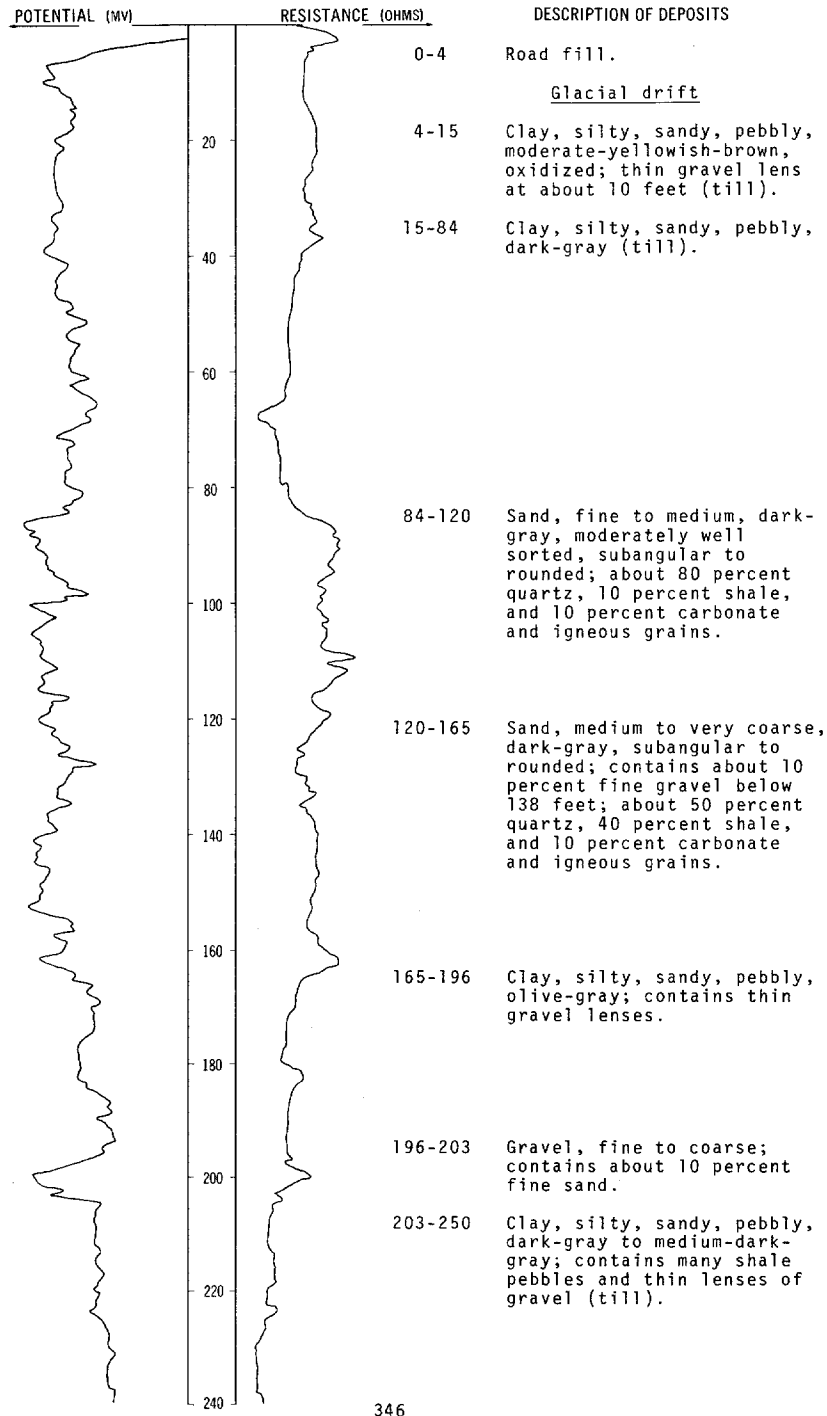 POTENTIAL (MV) RESISTANCE (OHMS) DESCRIPTION OF DEPOSITS
0-4 Road fill.
Glacial drift
4-15 Clay, silty, sandy, pebbly,
moderate-yellowish-brown,
oxidized; thin gravel lens
at about 10 feet (till).
20
15-84 Clay, silty, sandy, pebbly,
dark-gray (till).
40
60
80
84-120 Sand, fine to medium, dark-
gray, moderately well
sorted, subangular to
rounded; about 80 percent
quartz, 10 percent shale,
and 10 percent carbonate
and igneous grains.
100
120
120-165 Sand, medium to very coarse,
dark-gray, subangular to
rounded; contains about 10
percent fine gravel below
138 feet; about 50 percent
quartz, 40 percent shale,
and 10 percent carbonate
and igneous grains.
140
160
165-196 Clay, silty, sandy, pebbly,
olive-gray; contains thin
gravel lenses.
180
196-203 Gravel, fine to coarse;
contains about 10 percent
fine sand.
200
203-250 Clay, silty, sandy, pebbly,
dark-gray to medium-dark-
gray; contains many shale
pebbles and thin lenses of
gravel (till).
220
240
346